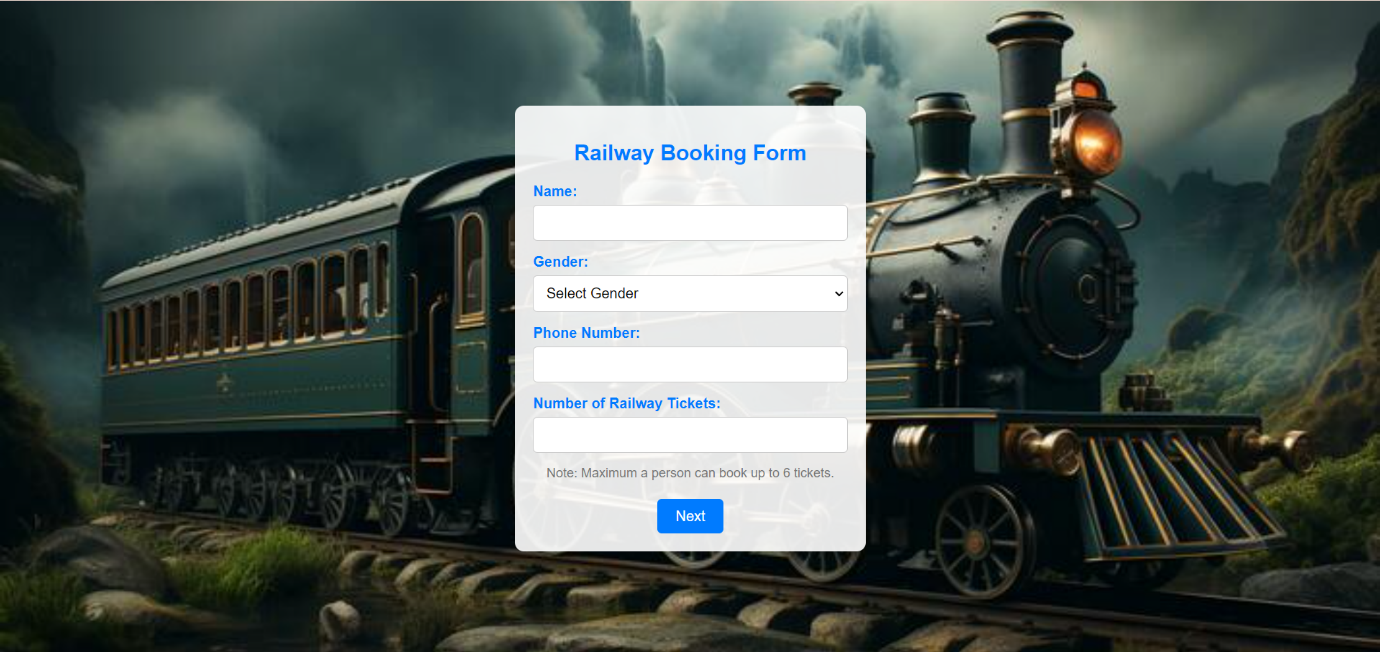 Railway Booking Form
Name:
Gender:
Select Gender
Phone Number:
Number of Railway Tickets:
Note: Maximum a person can book up to 6 tickets.
Next